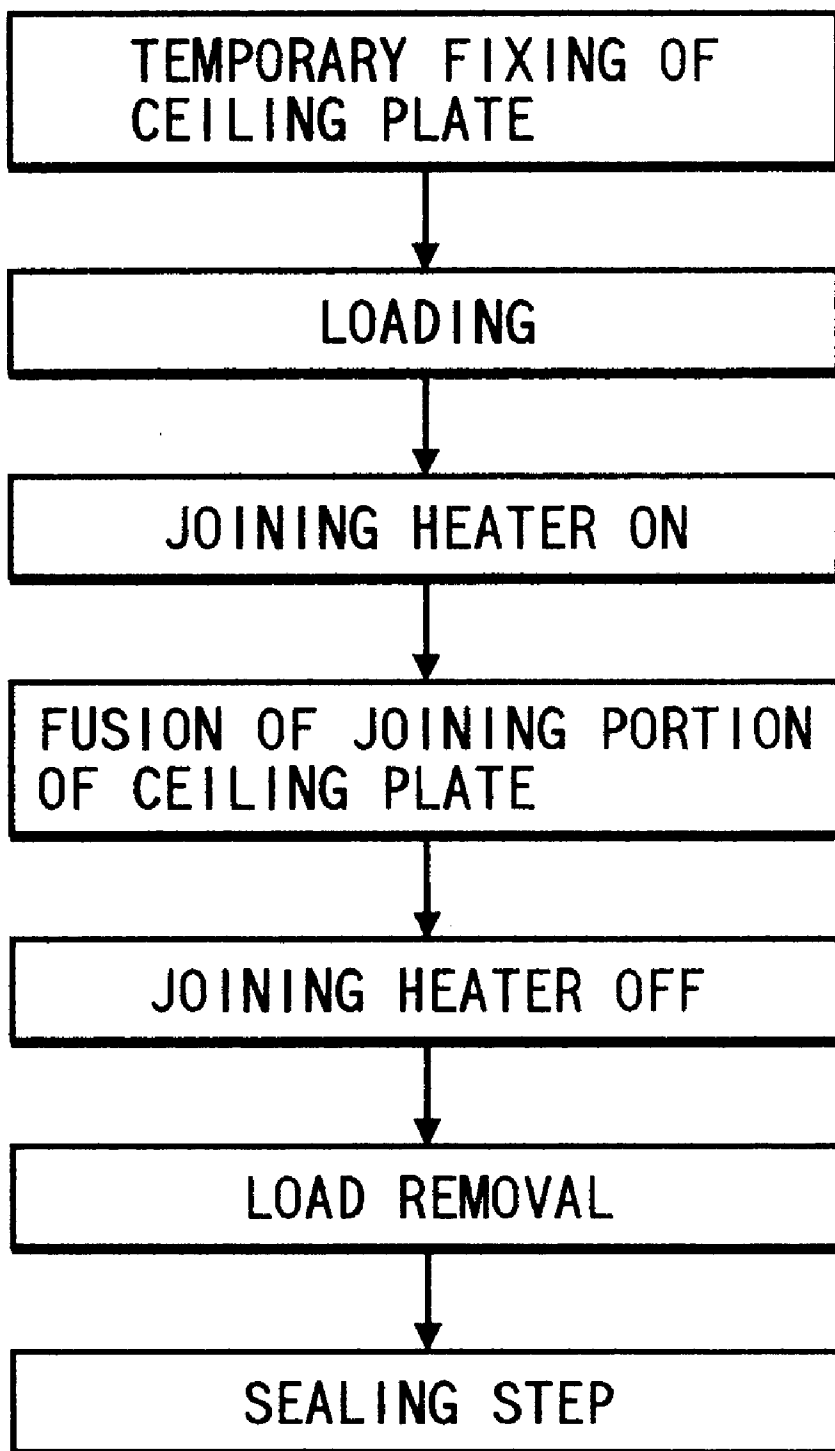 TEMPORARY FIXING OF
CEILING PLATE
LOADING
JOINING HEATER ON
FUSION OF JOINING PORTION
OF CEILING PLATE
JOINING HEATER OFF
LOAD REMOVAL
SEALING STEP